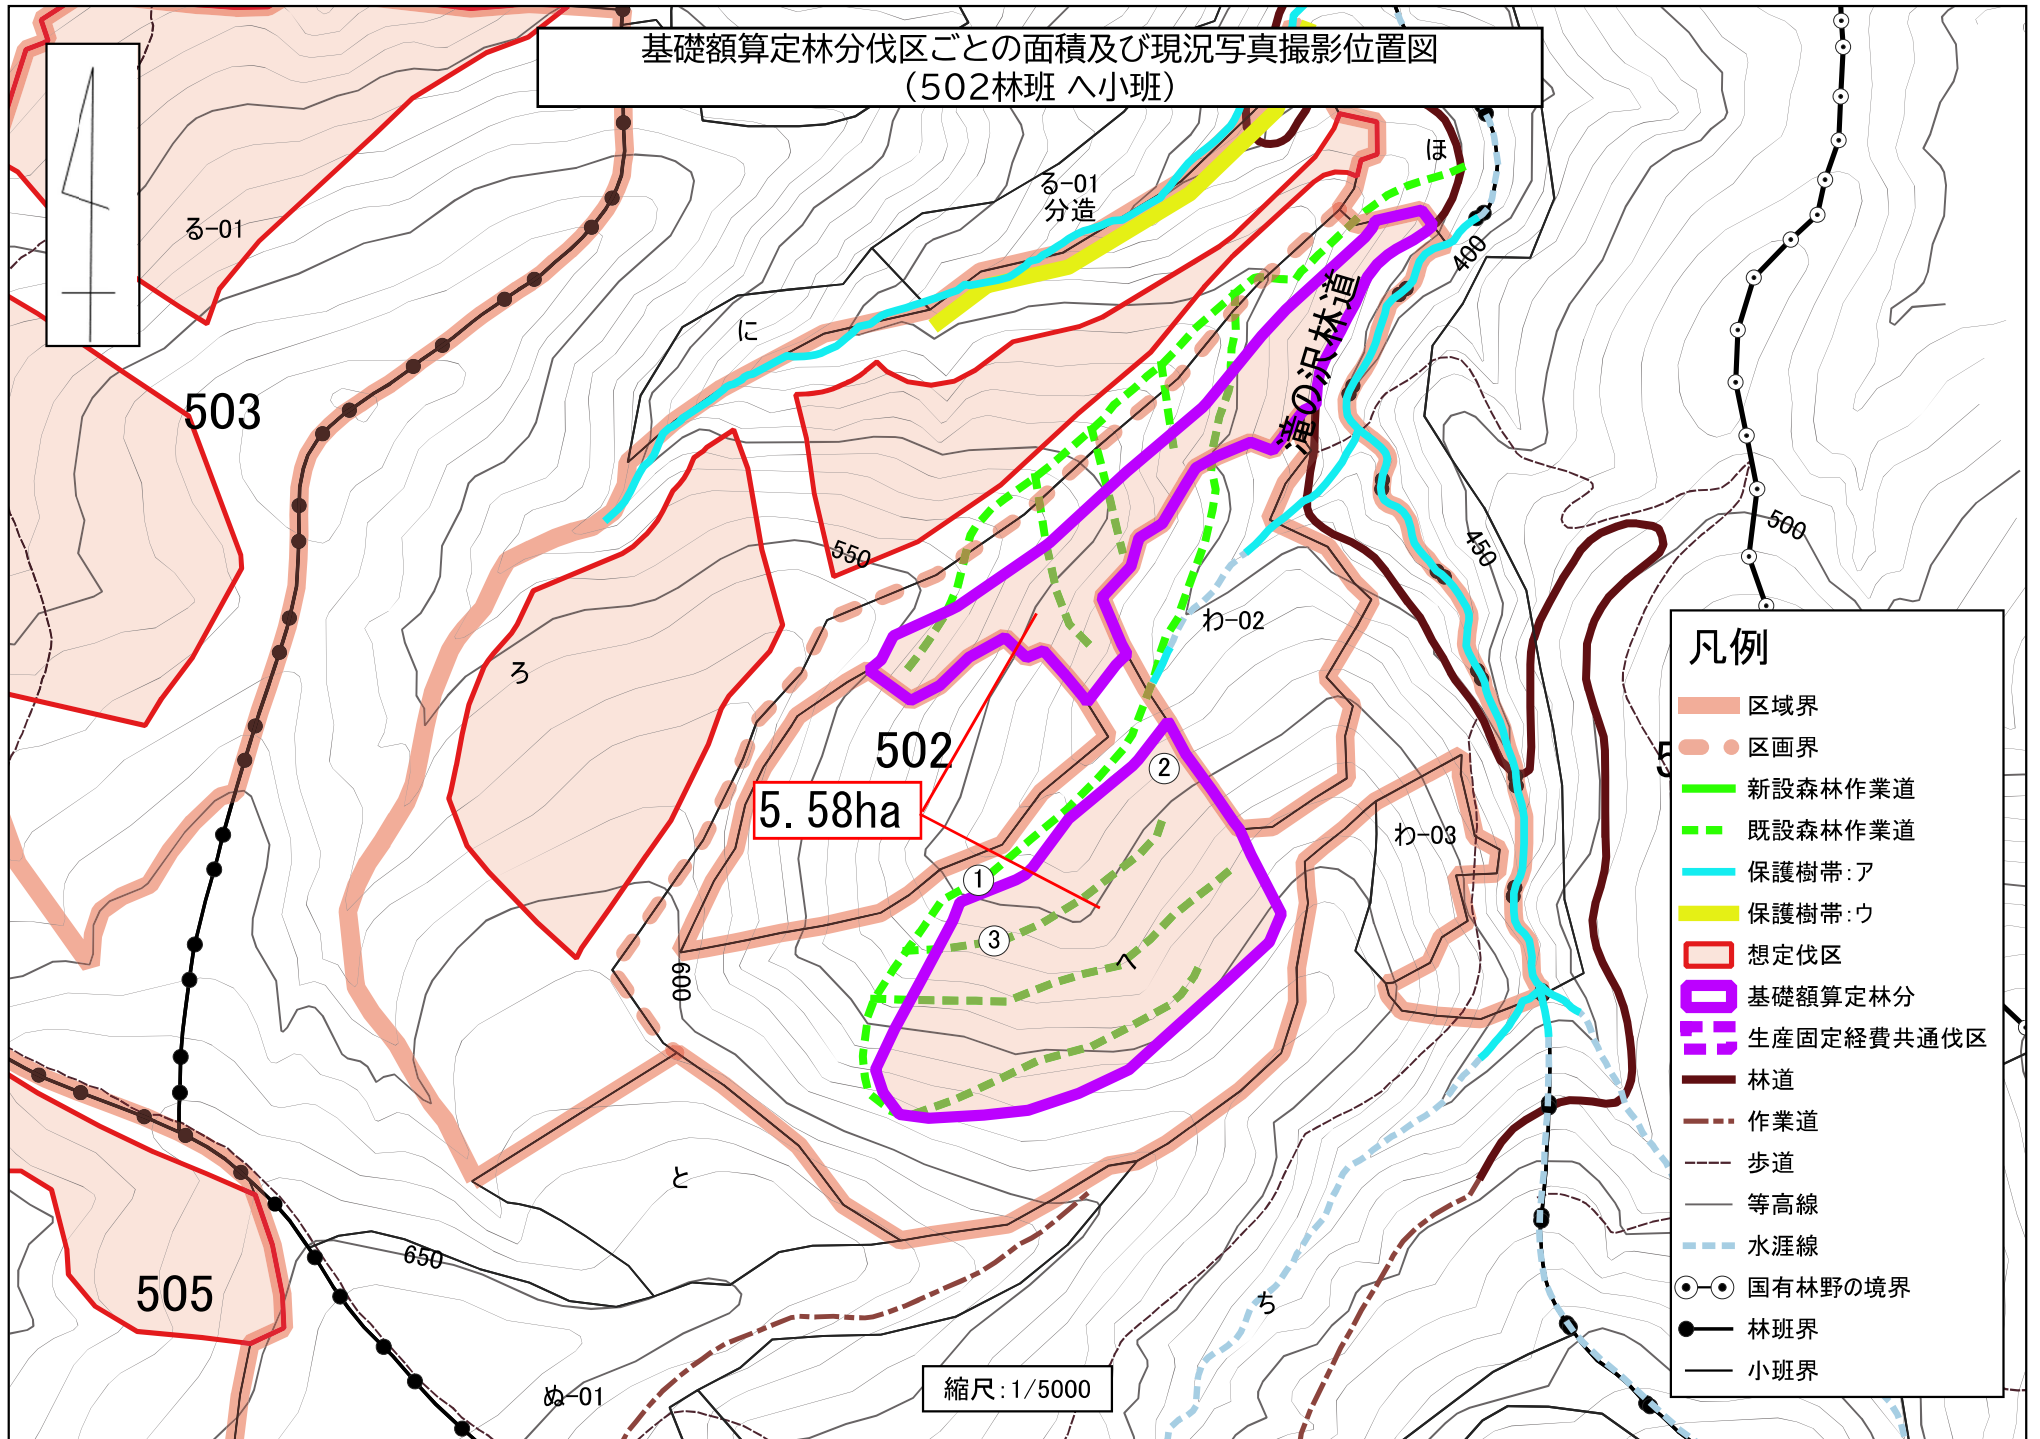 基礎額算定林分伐区ごとの面積及び現況写真撮影位置図
（502林班 へ小班）
る-01
る-01
分造
ほ
に
400
滝の沢林道
503
550
450
500
わ-02
ろ
502
5.58ha
①
②
③
へ
わ-03
600
と
650
505
ぬ-01
ち
縮尺：1/5000
5
凡例
区域界
区画界
新設森林作業道
既設森林作業道
保護樹帯：ア
保護樹帯：ウ
想定伐区
基礎額算定林分
生産固定経費共通伐区
林道
作業道
歩道
等高線
水涯線
国有林野の境界
林班界
小班界